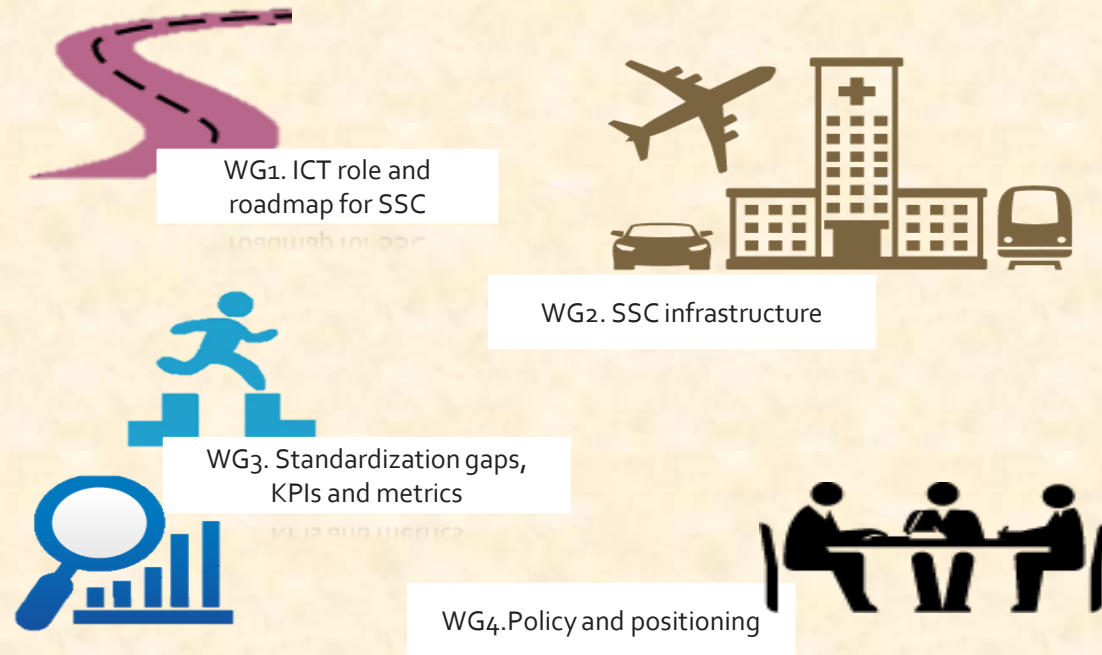 WG1. ICT role and
roadmap for SSC
WG2. SSC infrastructure
WG3. Standardization gaps,
KPIs and metrics
WG4.Policy and positioning